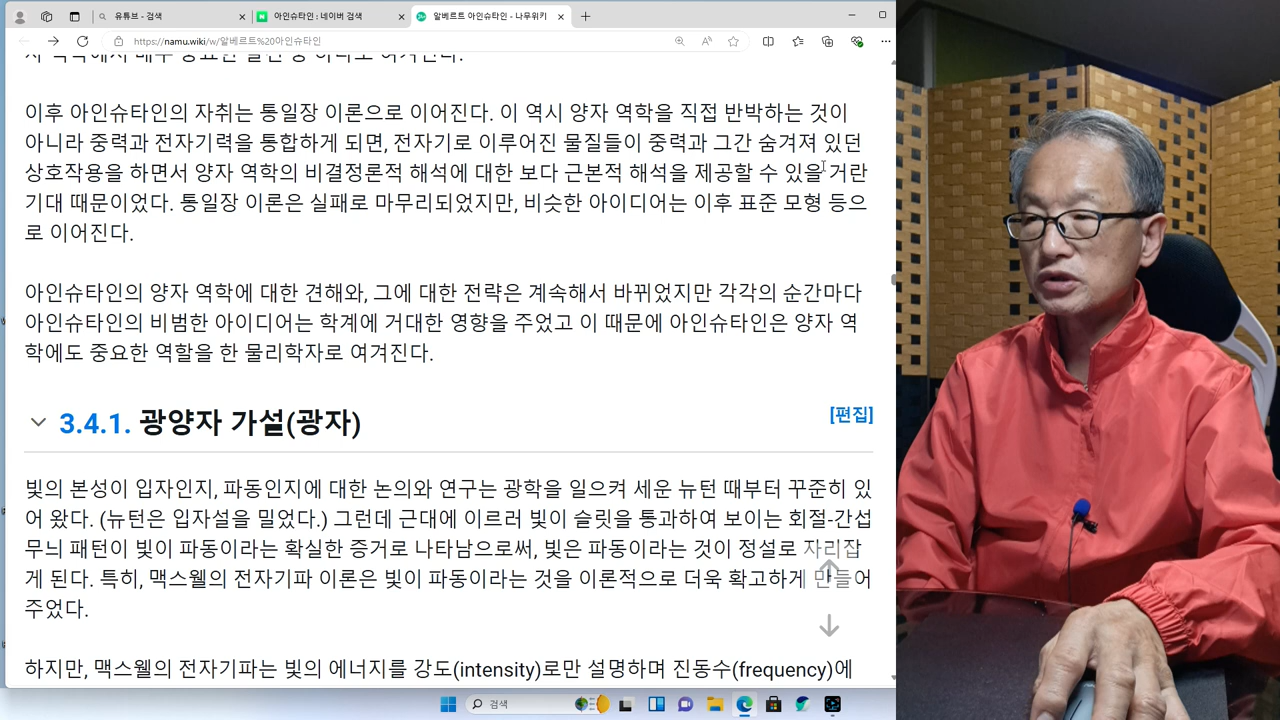 유튜브 - 검색
아인슈타인 : 네이버 검색
알베르트 아인슈타인 - 나무위키
https://namu.wiki/w/알베르트%20아인슈타인
이후 아인슈타인의 자취는 통일장 이론으로 이어진다. 이 역시 양자 역학을 직접 반박하는 것이
아니라 중력과 전자기력을 통합하게 되면, 전자기로 이루어진 물질들이 중력과 그간 숨겨져 있던
상호작용을 하면서 양자 역학의 비결정론적 해석에 대한 보다 근본적 해석을 제공할 수 있을 거란
기대 때문이었다. 통일장 이론은 실패로 마무리되었지만, 비슷한 아이디어는 이후 표준 모형 등으
로 이어진다.
아인슈타인의 양자 역학에 대한 견해와, 그에 대한 전략은 계속해서 바뀌었지만 각각의 순간마다
아인슈타인의 비범한 아이디어는 학계에 거대한 영향을 주었고 이 때문에 아인슈타인은 양자 역
학에도 중요한 역할을 한 물리학자로 여겨진다.
3.4.1. 광양자 가설(광자)
[편집]
빛의 본성이 입자인지, 파동인지에 대한 논의와 연구는 광학을 일으켜 세운 뉴턴 때부터 꾸준히 있
어 왔다. (뉴턴은 입자설을 밀었다.) 그런데 근대에 이르러 빛이 슬릿을 통과하여 보이는 회절-간섭
무늬 패턴이 빛이 파동이라는 확실한 증거로 나타남으로써, 빛은 파동이라는 것이 정설로 자리잡
게 된다. 특히, 맥스웰의 전자기파 이론은 빛이 파동이라는 것을 이론적으로 더욱 확고하게 만들어
주었다.
하지만, 맥스웰의 전자기파는 빛의 에너지를 강도(intensity)로만 설명하며 진동수(frequency)에
검색